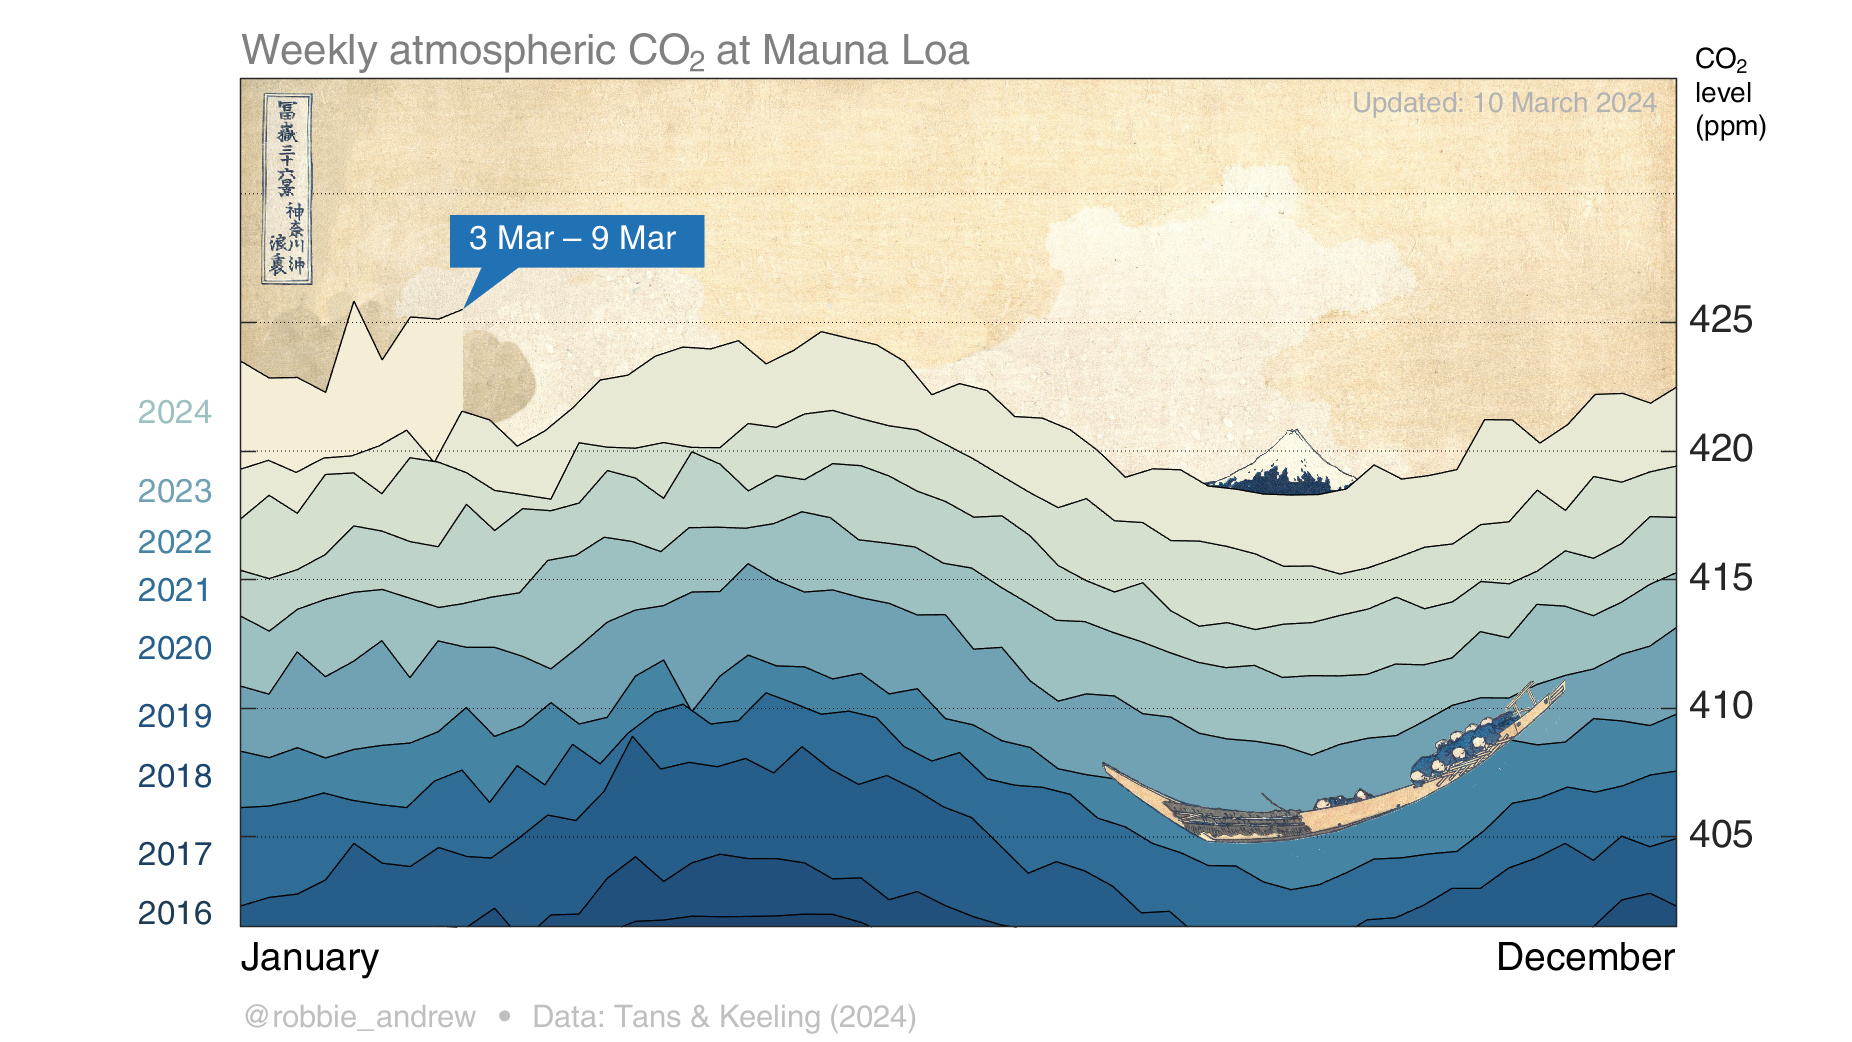 Weekly atmospheric CO₂ at Mauna Loa
CO₂
level
(ppm)
Updated: 10 March 2024
冨嶽三十六景
神奈川沖
浪裏
3 Mar – 9 Mar
425
420
415
410
405
2024
2023
2022
2021
2020
2019
2018
2017
2016
January
December
@robbie_andrew • Data: Tans & Keeling (2024)